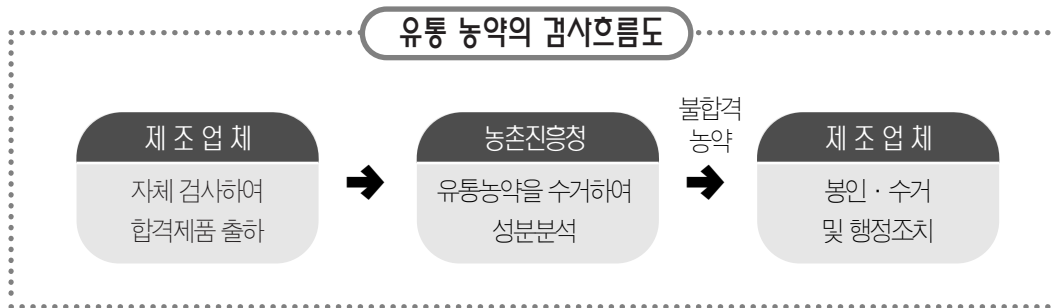 유통 농약의 검사흐름도
제 조 업 체
자체 검사하여
합격제품 출하
농촌진흥청
유통농약을 수거하여
성분분석
불합격
농약
제 조 업 체
봉인 · 수거
및 행정조치